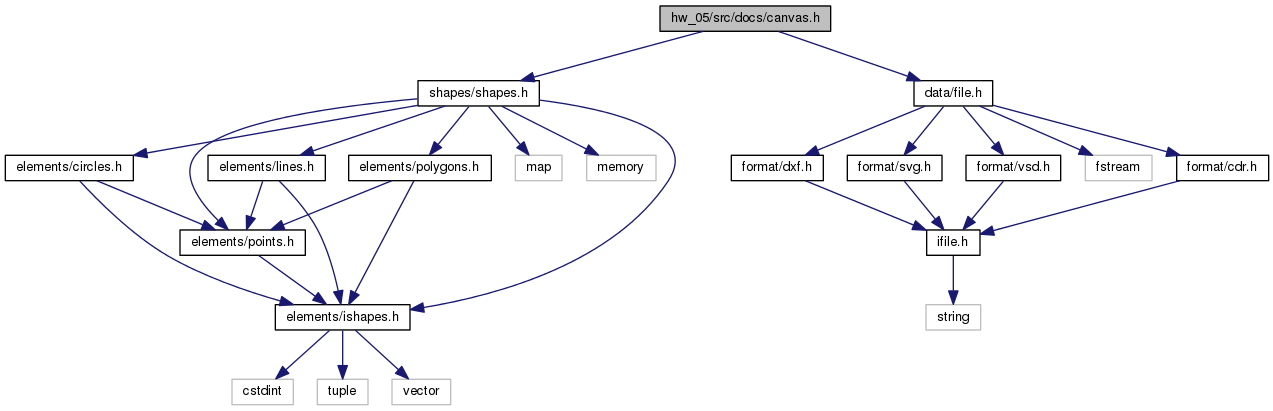 hw_05/src/docs/canvas.h
shapes/shapes.h
data/file.h
elements/circles.h
elements/lines.h
elements/polygons.h
map
memory
format/dxf.h
format/svg.h
format/vsd.h
fstream
format/cdr.h
elements/points.h
ifile.h
elements/ishapes.h
string
cstdint
tuple
vector